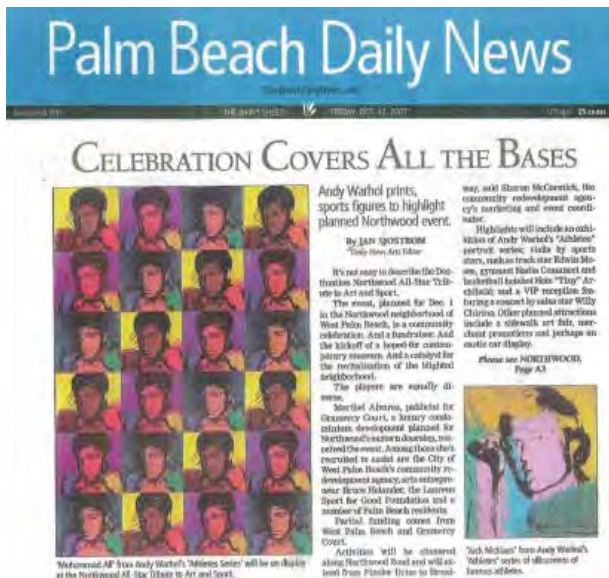 Palm Beach Daily News
THE SHINY SHEET
FRIDAY, OCT. 12, 2007
25 cents
CELEBRATION COVERS ALL THE BASES
Andy Warhol prints,
sports figures to highlight
planned Northwood event.
By JAN SJOSTROM
Daily News Arts Editor
It's not easy to describe the Des-
tination Northwood All-Star Trib-
ute to Art and Sport.
The event, planned for Dec. 1
in the Northwood neighborhood of
West Palm Beach, is a community
celebration. And a fundraiser. And
the kickoff of a hoped-for contem-
porary museum. And a catalyst for
the revitalization of the blighted
neighborhood.
The players are equally di-
verse.
Maribel Alvarez, publicist for
Gramercy Court, a luxury condo-
minium development planned for
Northwood's eastern doorstep, con-
ceived the event. Among those she's
recruited to assist are the City of
West Palm Beach's community re-
development agency, arts entrepre-
neur Bruce Helander, the Laureus
Sport for Good Foundation and a
number of Palm Beach residents.
Partial funding comes from
West Palm Beach and Gramercy
Court.
Activities will be clustered
along Northwood Road and will ex-
tend from Flagler Drive to Broad-
way, said Sharon McCormick, the
community redevelopment agen-
cy's marketing and event coordi-
nator.
Highlights will include an exhi-
bition of Andy Warhol's "Athletes"
portrait series; visits by sports
stars, such as track star Edwin Mo-
ses, gymnast Nadia Comaneci and
basketball hotshot Nate "Tiny" Ar-
chibald; and a VIP reception fea-
turing a concert by salsa star Willy
Chirino. Other planned attractions
include a sidewalk art fair, mer-
chant promotions and perhaps an
exotic car display.
Please see NORTHWOOD,
Page A3
'Muhammad Ali' from Andy Warhol's 'Athletes Series' will be on display
at the Northwood All-Star Tribute to Art and Sport.
'Jack Nicklaus' from Andy Warhol's
'Athletes' series of silkscreens of
famous athletes.